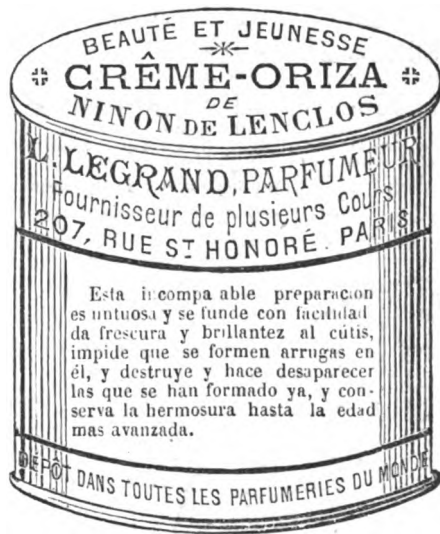 BEAUTÉ ET JEUNESSE
CRÊME-ORIZA
DE
NINON DE LENCLOS
L. LEGRAND, PARFUMEUR
Fournisseur de plusieurs Cours
207, RUE ST HONORÉ. PARIS
Esta incompa able preparacion
es untuosa y se funde con facilidad
da frescura y brillantez al cútis,
impide que se formen arrugas en
él, y destruye y hace desaparecer
las que se han formado ya, y con-
serva la hermosura hasta la edad
mas avanzada.
DÉPÔT DANS TOUTES LES PARFUMERIES DU MONDE